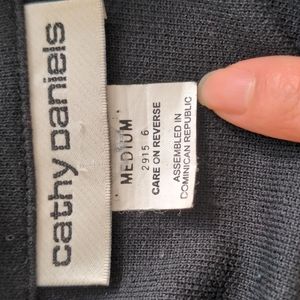 cathy Daniels
MEDIUM
2915 6
CARE ON REVERSE
ASSEMBLED IN
DOMINICAN REPUBLIC